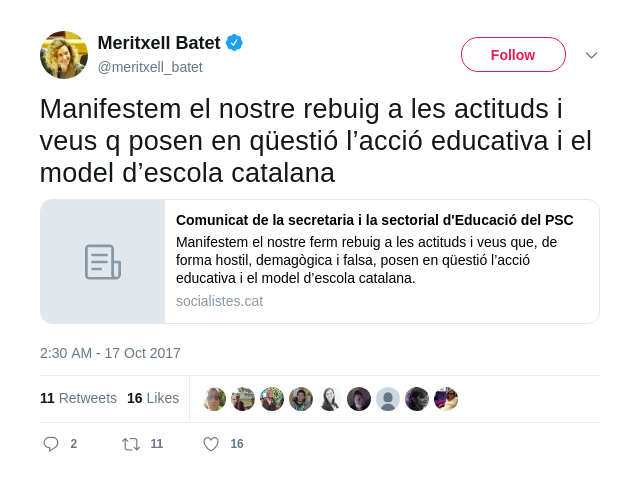 Meritxell Batet
@meritxell_batet
Follow
Manifestem el nostre rebuig a les actituds i
veus q posen en qüestió l’acció educativa i el
model d’escola catalana
Comunicat de la secretaria i la sectorial d'Educació del PSC
Manifestem el nostre ferm rebuig a les actituds i veus que, de
forma hostil, demagògica i falsa, posen en qüestió l’acció
educativa i el model d’escola catalana.
socialistes.cat
2:30 AM - 17 Oct 2017
11 Retweets 16 Likes
2 11 16